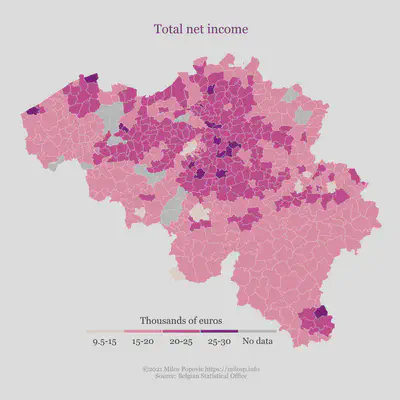 Total net income
Thousands of euros
9.5-15 15-20 20-25 25-30 No data
©2021 Milos Popovic https://milosp.info
Source: Belgian Statistical Office